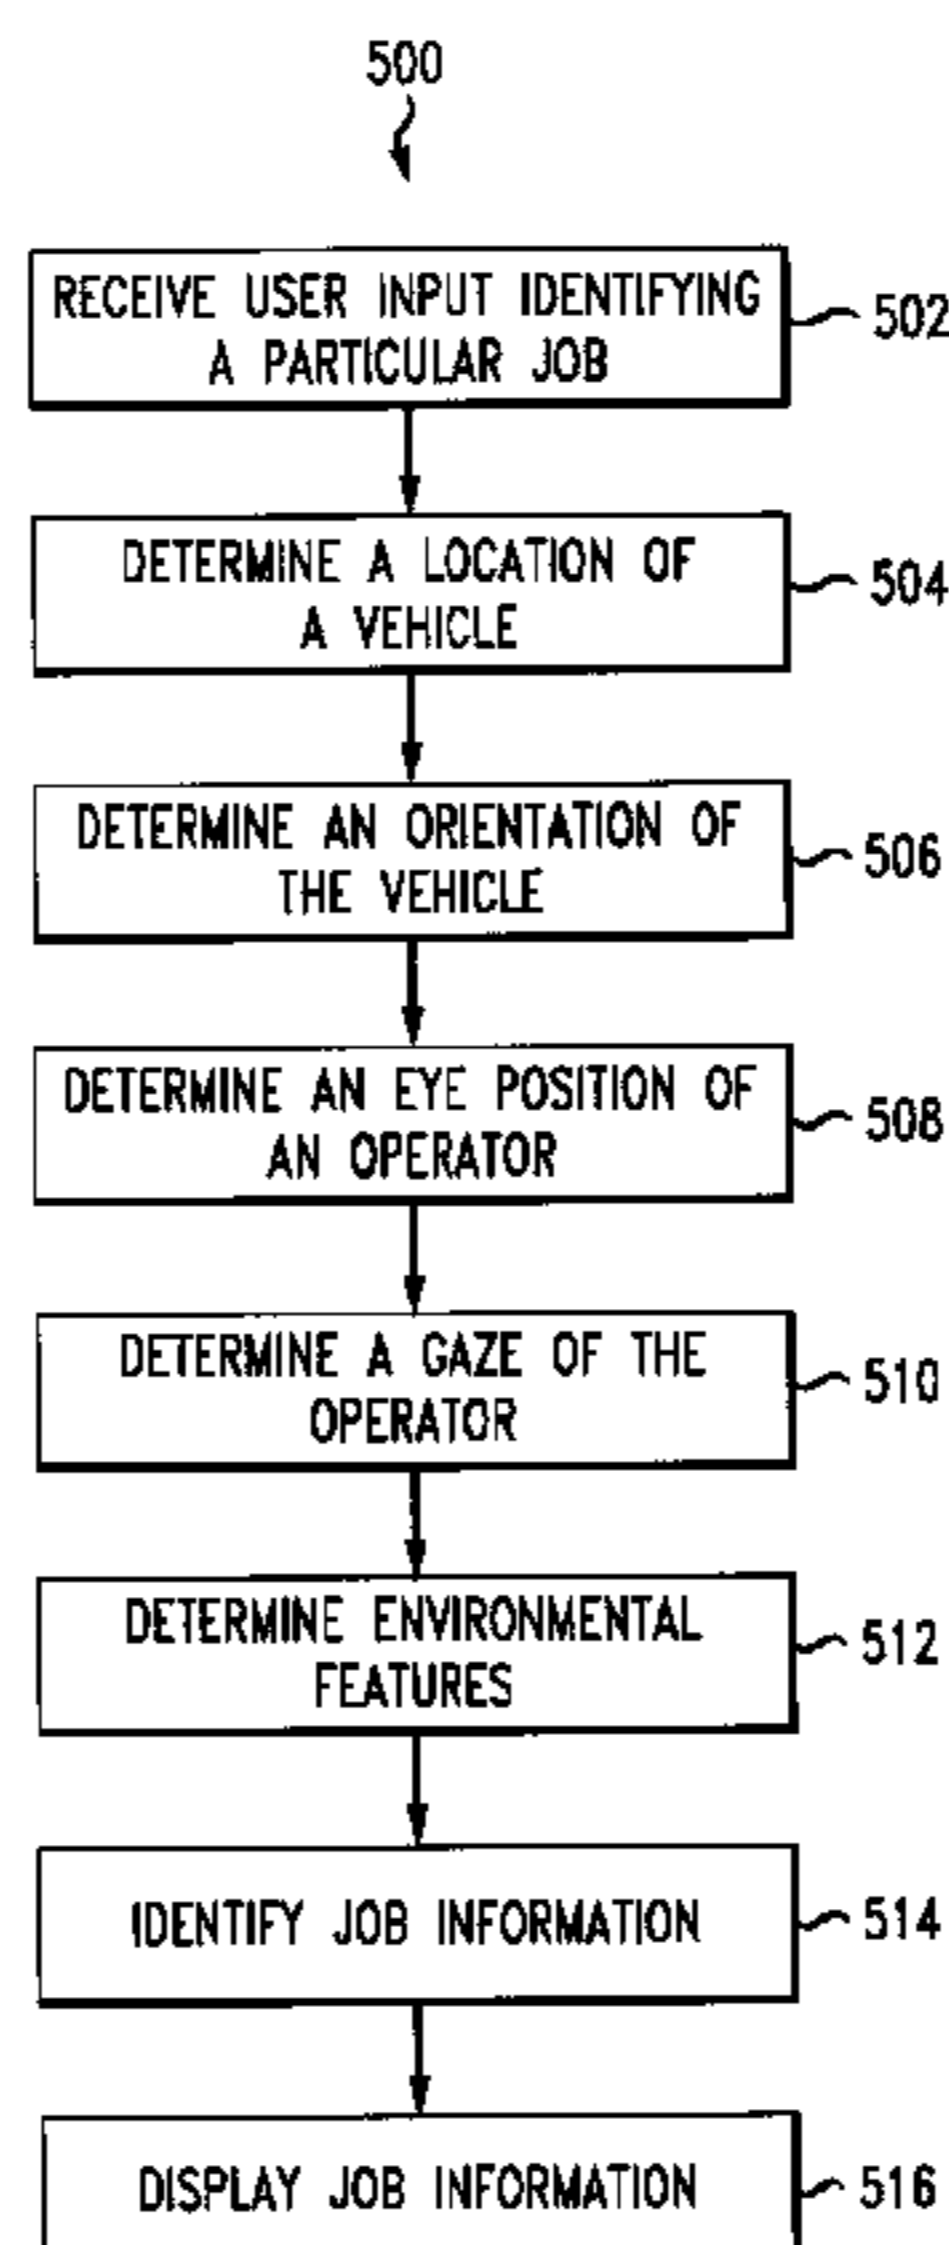 500
RECEIVE USER INPUT IDENTIFYING
A PARTICULAR JOB
502
DETERMINE A LOCATION OF
A VEHICLE
504
DETERMINE AN ORIENTATION OF
THE VEHICLE
506
DETERMINE AN EYE POSITION OF
AN OPERATOR
508
DETERMINE A GAZE OF THE
OPERATOR
510
DETERMINE ENVIRONMENTAL
FEATURES
512
IDENTIFY JOB INFORMATION
514
DISPLAY JOB INFORMATION
516